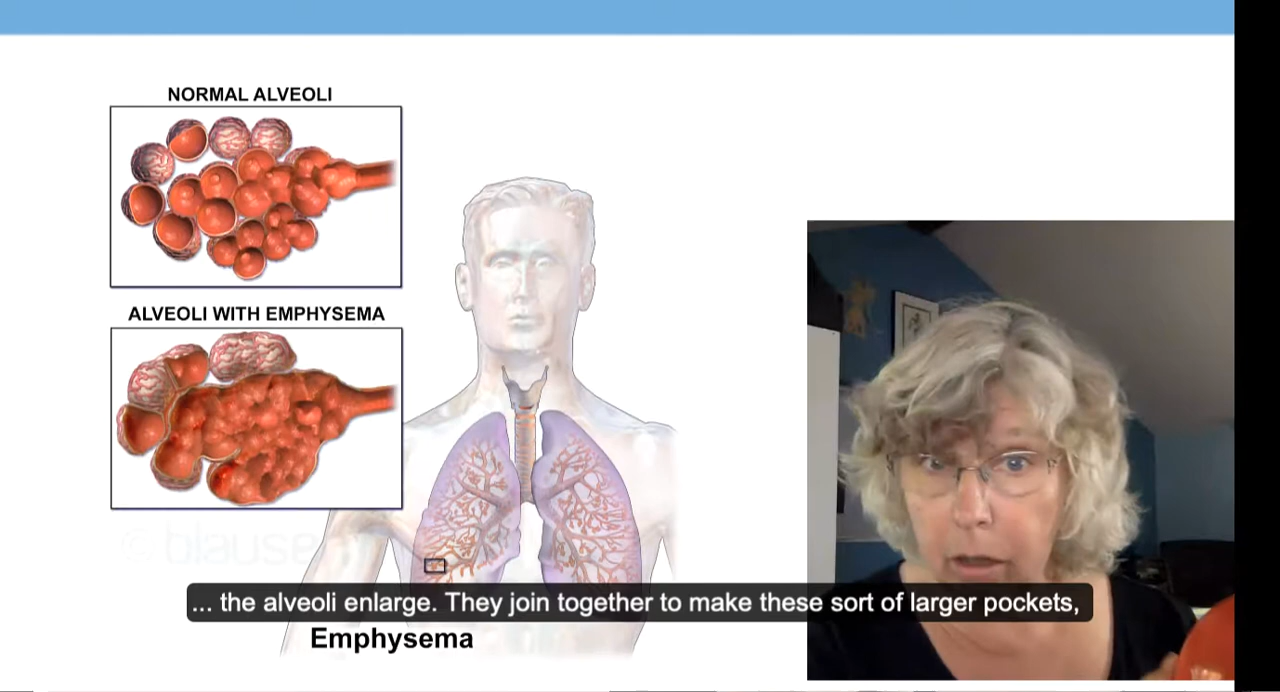 NORMAL ALVEOLI
ALVEOLI WITH EMPHYSEMA
© blausen
... the alveoli enlarge. They join together to make these sort of larger pockets,
Emphysema